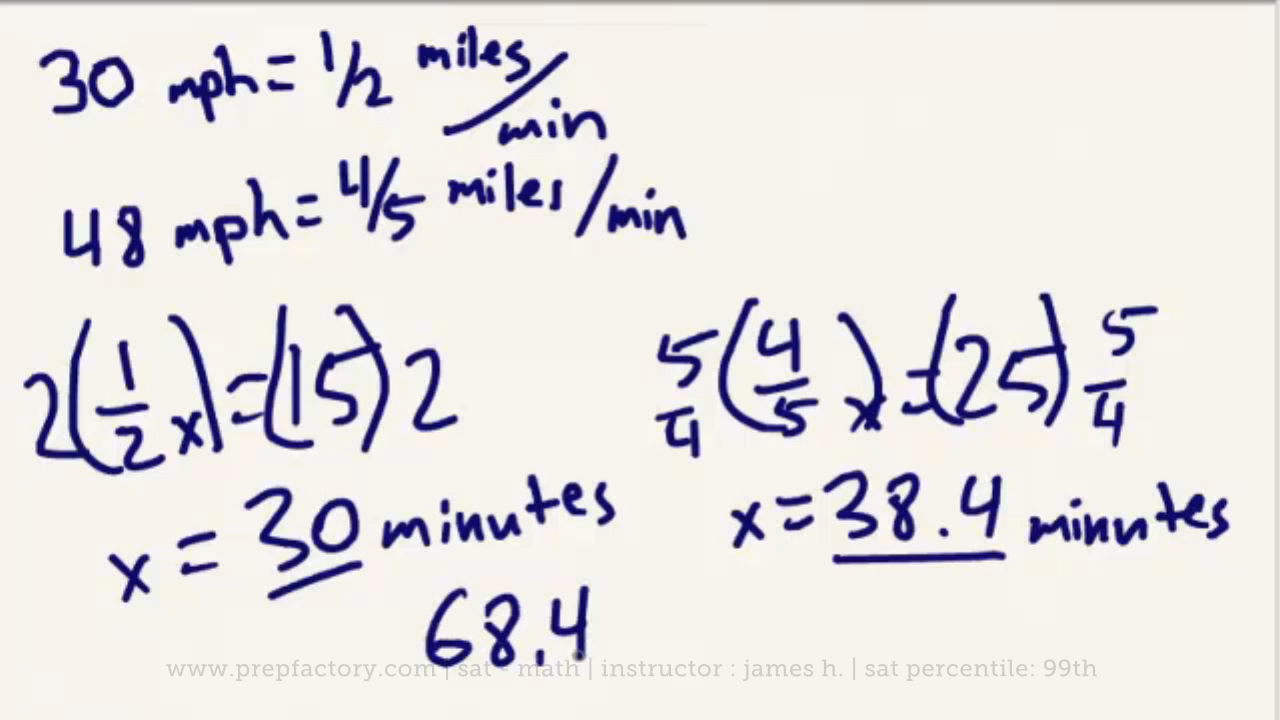 30 mph = 1/2 miles/min
48 mph = 4/5 miles/min
2(1/2 x) = (15)2
5/4 (4/5 x) = (25) 5/4
x = 30 minutes
x = 38.4 minutes
68.4
www.prepfactory.com | sat - math | instructor : james h. | sat percentile: 99th